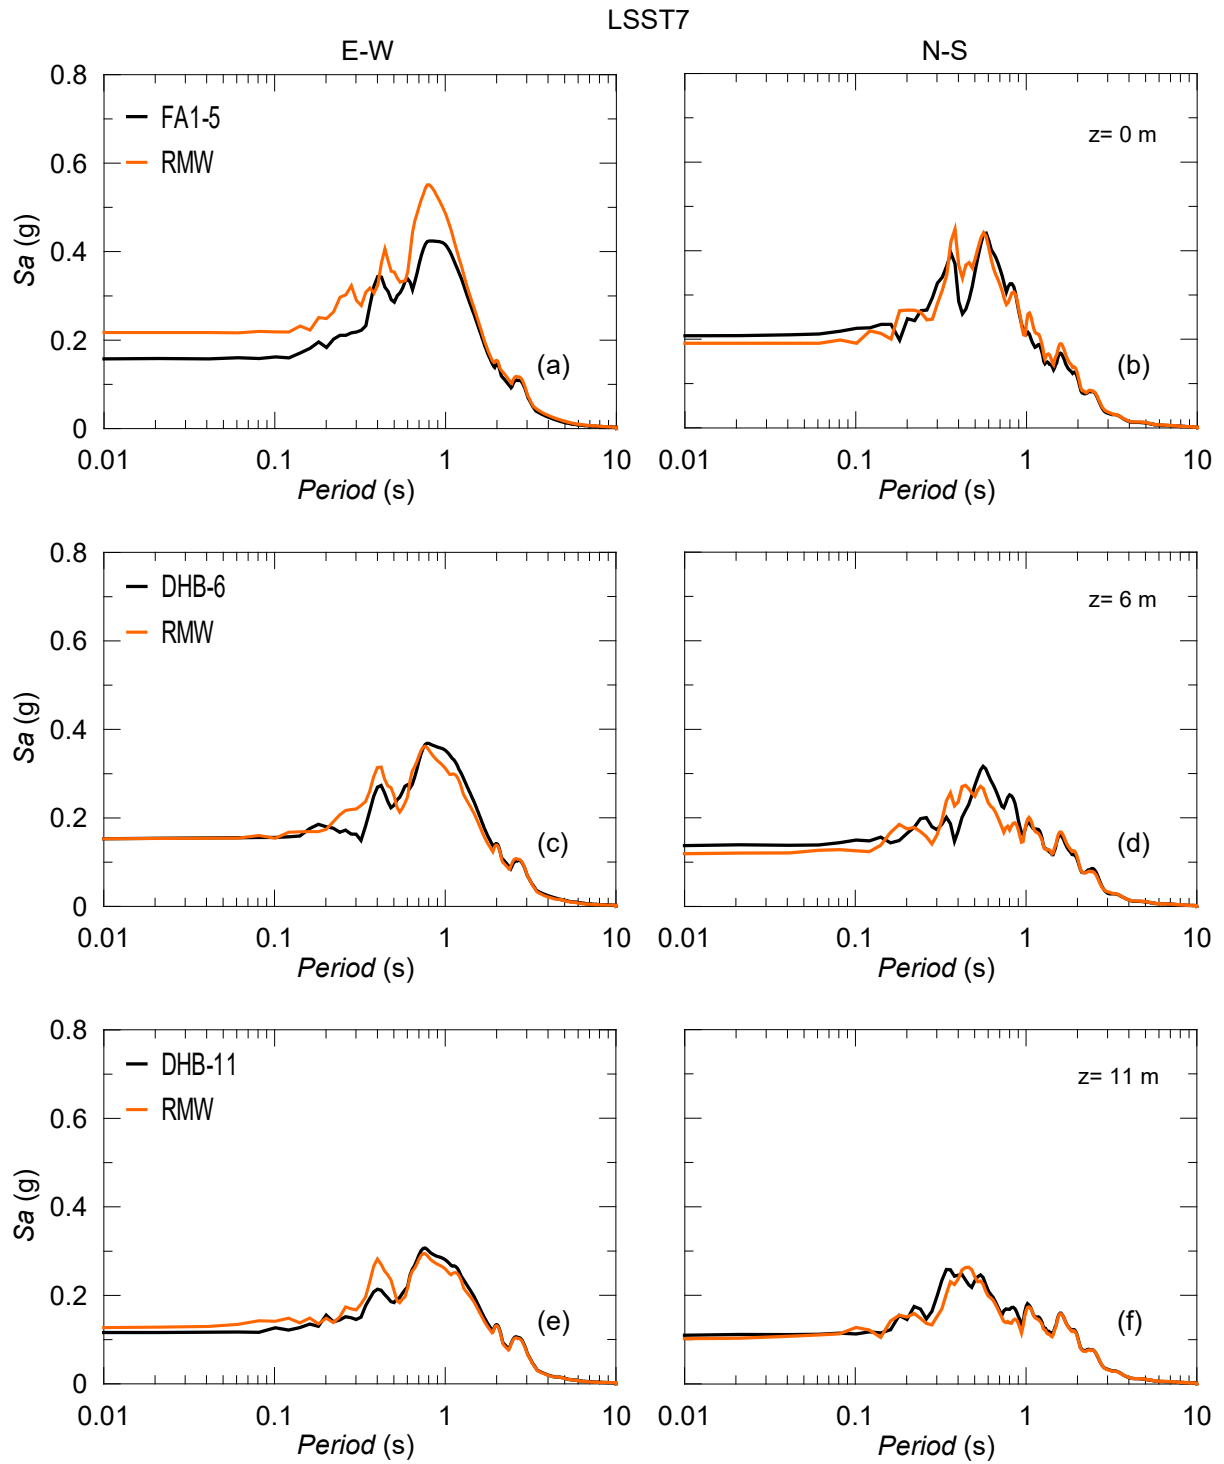 LSST7
E-W
N-S
0.8
0.6
0.4
0.2
0
Sa (g)
FA1-5
RMW
(a)
0.01
0.1
1
10
Period (s)
z= 0 m
(b)
0.01
0.1
1
10
Period (s)
0.8
0.6
0.4
0.2
0
Sa (g)
DHB-6
RMW
(c)
0.01
0.1
1
10
Period (s)
z= 6 m
(d)
0.01
0.1
1
10
Period (s)
0.8
0.6
0.4
0.2
0
Sa (g)
DHB-11
RMW
(e)
0.01
0.1
1
10
Period (s)
z= 11 m
(f)
0.01
0.1
1
10
Period (s)